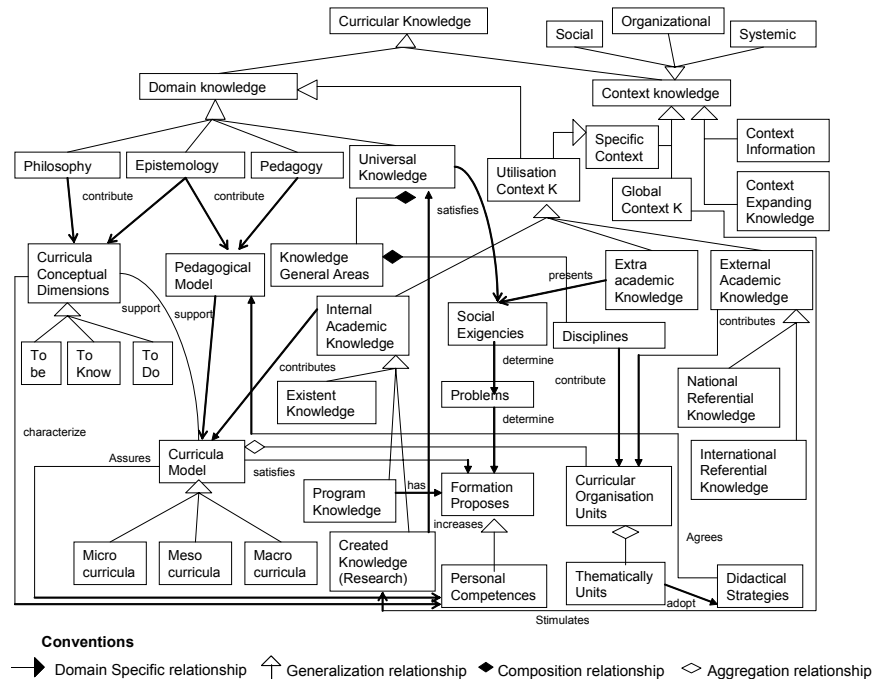 Curricular Knowledge
Organizational
Social
Systemic
Domain knowledge
Context knowledge
Philosophy
Epistemology
Pedagogy
Universal
Knowledge
Utilisation
Context K
Specific
Context
Context
Information
Global
Context K
Context
Expanding
Knowledge
contribute
contribute
satisfies
Curricula
Conceptual
Dimensions
Pedagogical
Model
Knowledge
General Areas
presents
Extra
academic
Knowledge
External
Academic
Knowledge
support
support
Internal
Academic
Knowledge
Social
Exigencies
Disciplines
contributes
To
be
To
Know
To
Do
contributes
determine
contribute
Existent
Knowledge
Problems
National
Referential
Knowledge
determine
characterize
Assures
Curricula
Model
satisfies
International
Referential
Knowledge
Program
Knowledge
has
Formation
Proposes
Curricular
Organisation
Units
increases
Agrees
Micro
curricula
Meso
curricula
Macro
curricula
Created
Knowledge
(Research)
Personal
Competences
Thematically
Units
adopt
Didactical
Strategies
Stimulates
Conventions
Domain Specific relationship
Generalization relationship
Composition relationship
Aggregation relationship